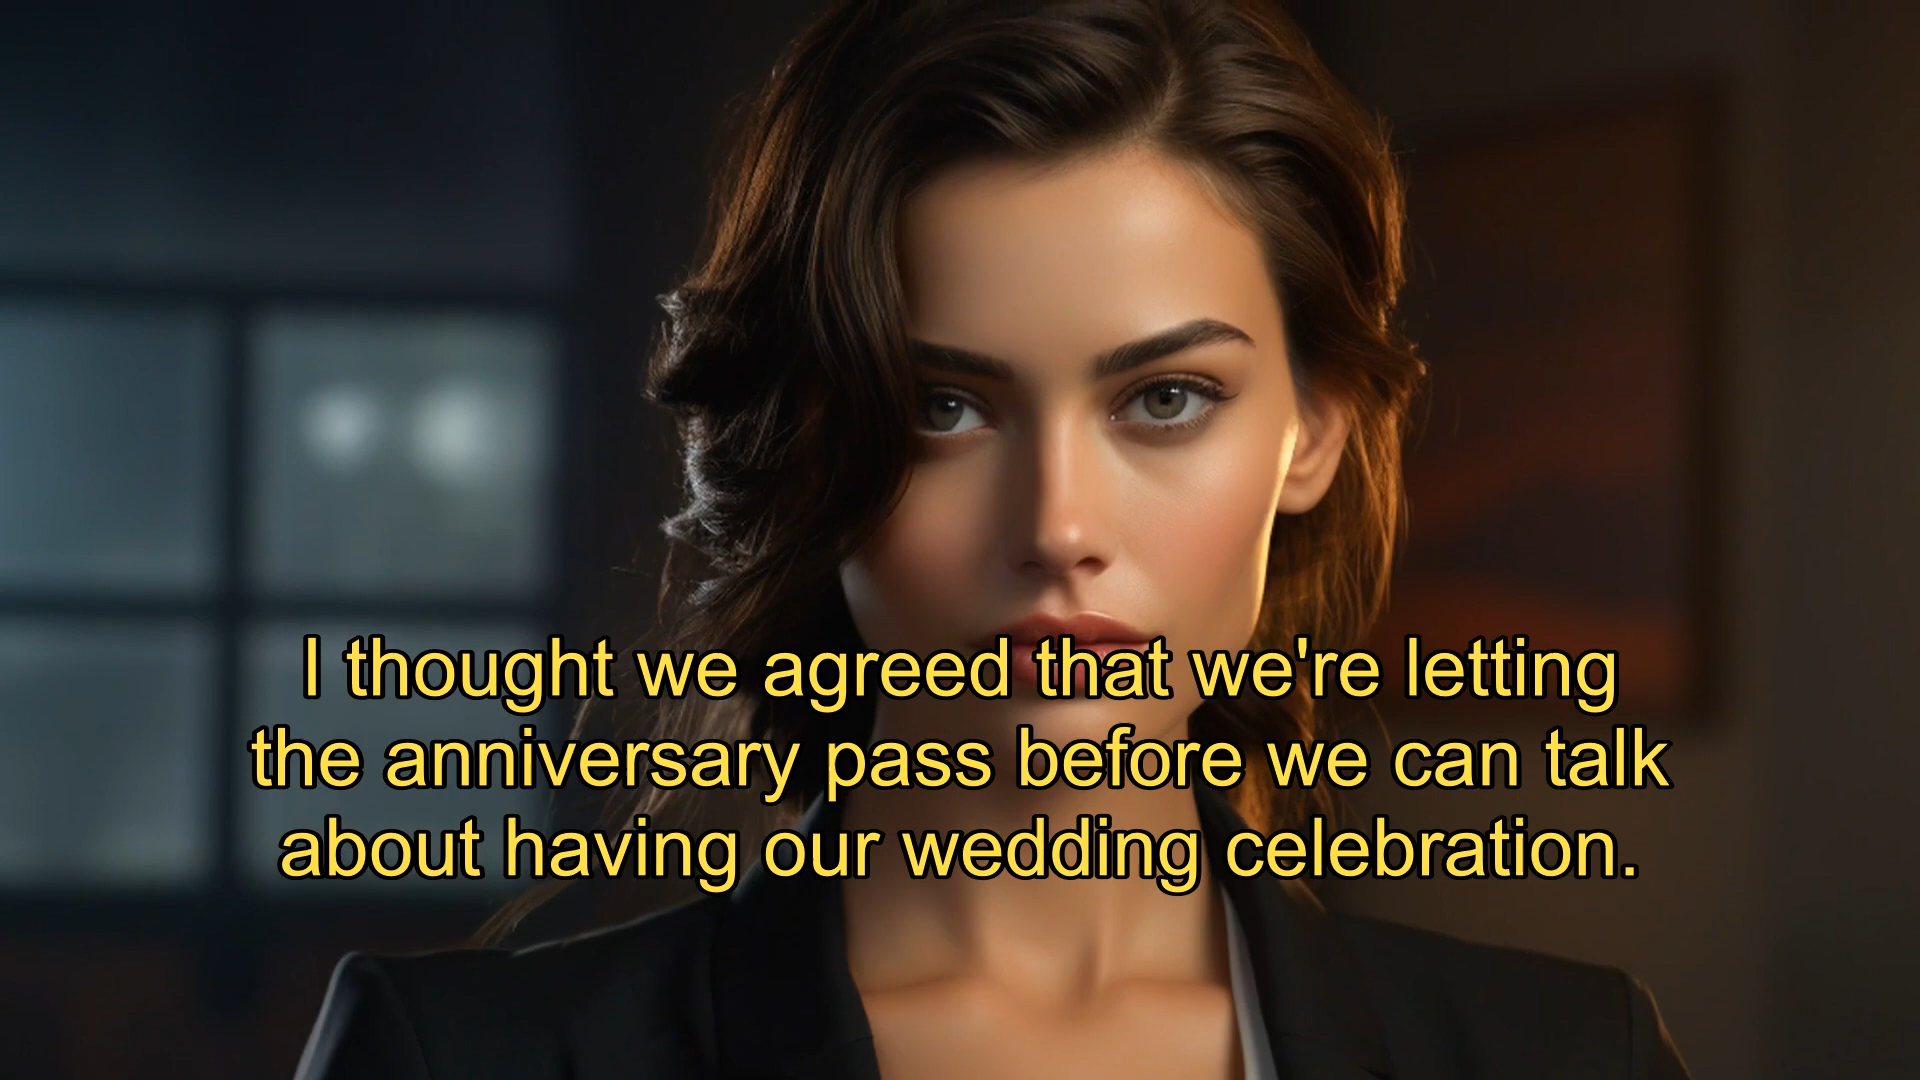 I thought we agreed that we're letting
the anniversary pass before we can talk
about having our wedding celebration.